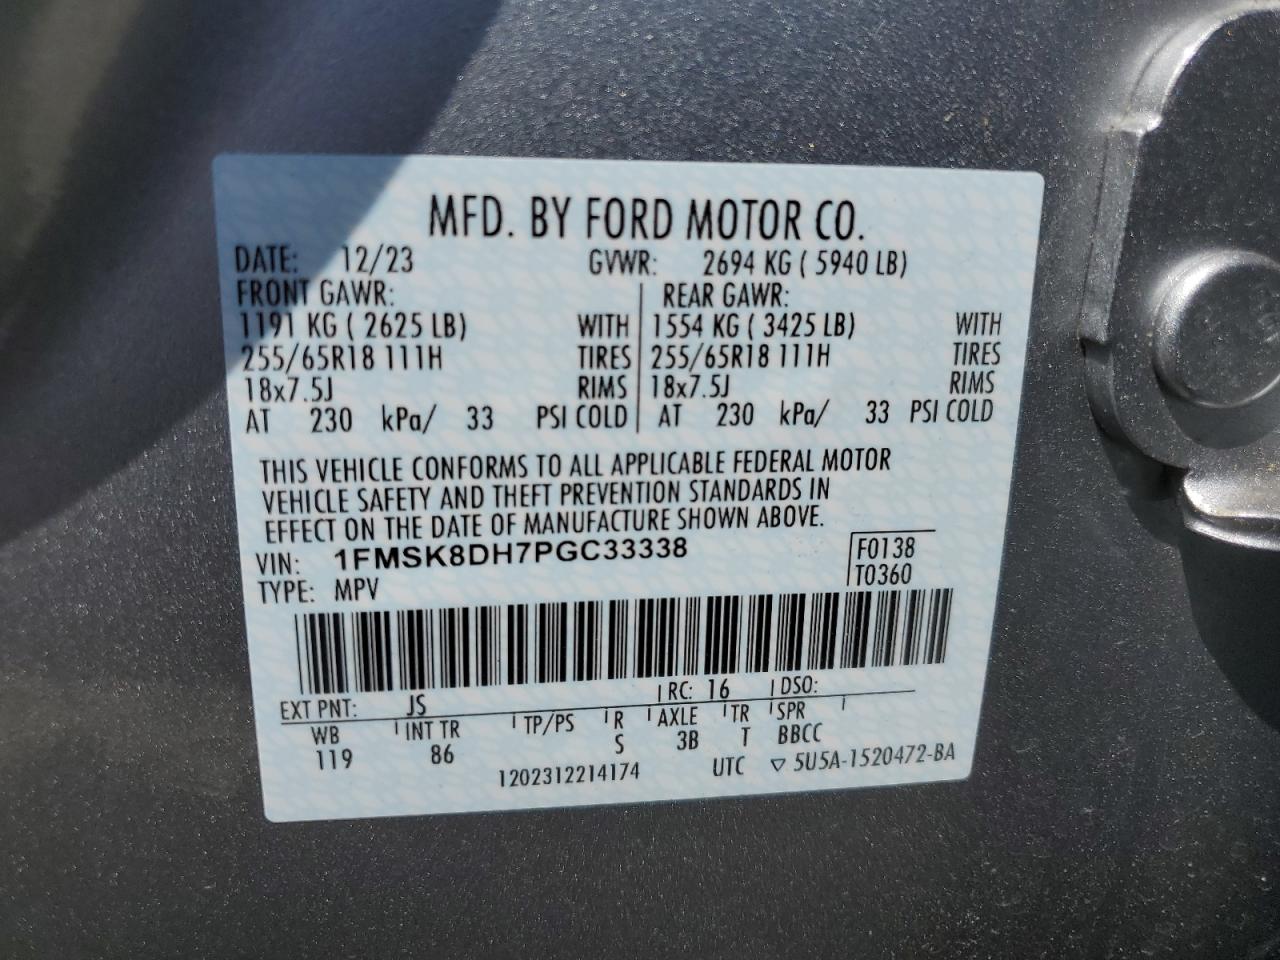 MFD. BY FORD MOTOR CO.
DATE: 12/23 GVWR: 2694 KG ( 5940 LB)
FRONT GAWR: REAR GAWR:
1191 KG ( 2625 LB) WITH 1554 KG ( 3425 LB) WITH
255/65R18 111H TIRES 255/65R18 111H TIRES
18x7.5J RIMS 18x7.5J RIMS
AT 230 kPa/ 33 PSI COLD AT 230 kPa/ 33 PSI COLD
THIS VEHICLE CONFORMS TO ALL APPLICABLE FEDERAL MOTOR
VEHICLE SAFETY AND THEFT PREVENTION STANDARDS IN
EFFECT ON THE DATE OF MANUFACTURE SHOWN ABOVE.
VIN: 1FMSK8DH7PGC33338 F0138
TYPE: MPV T0360
EXT PNT: JS RC: 16 DSO:
WB INT TR TP/PS R AXLE TR SPR
119 86 S 3B T BBCC
1202312214174 UTC ▽ 5U5A-1520472-BA